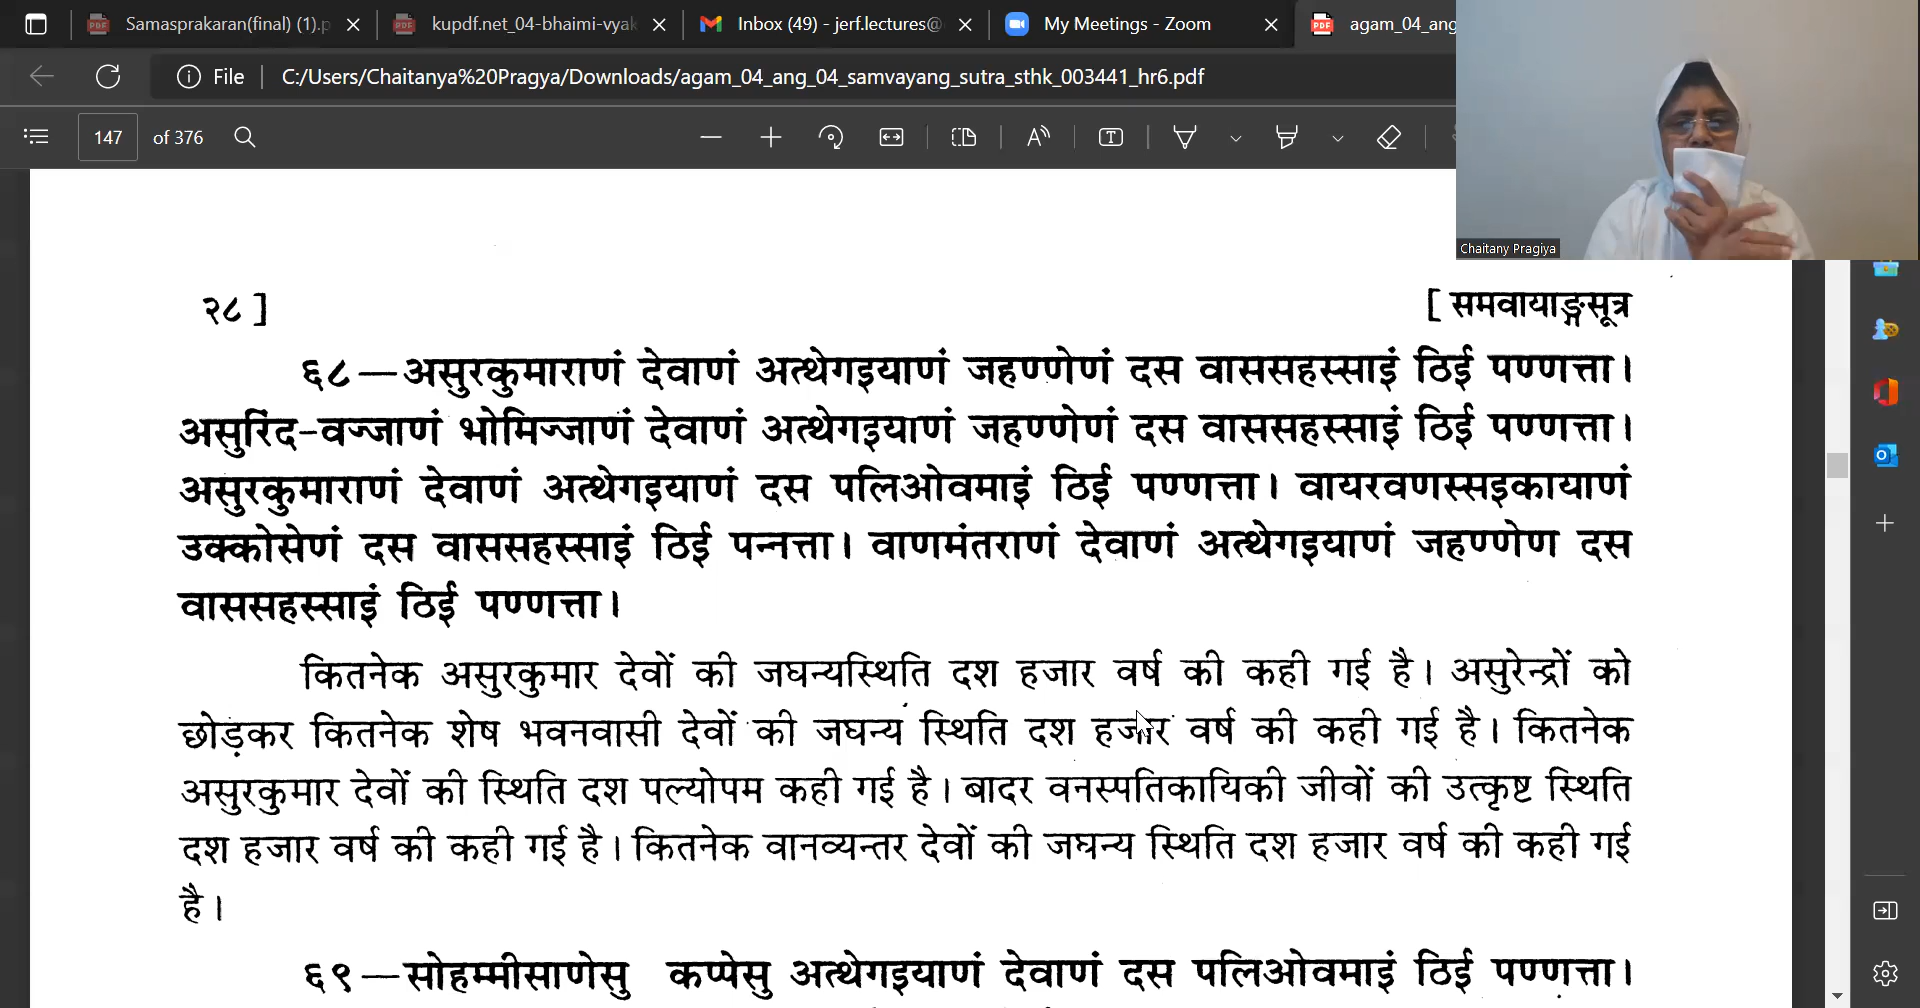 Samasprakaran(final) (1).p
kupdf.net_04-bhaimi-vyak
Inbox (49) - jerf.lectures@
My Meetings - Zoom
agam_04_ang
File
C:/Users/Chaitanya%20Pragya/Downloads/agam_04_ang_04_samvayang_sutra_sthk_003441_hr6.pdf
147 of 376
Chaitany Pragiya
२८ ]
[ समवायाङ्गसूत्र
६८—असुरकुमाराणं देवाणं अत्थेगइयाणं जहण्णेणं दस वाससहस्साइं ठिई पण्णत्ता।
असुरिंद-वज्जाणं भोमिज्जाणं देवाणं अत्थेगइयाणं जहण्णेणं दस वाससहस्साइं ठिई पण्णत्ता।
असुरकुमाराणं देवाणं अत्थेगइयाणं दस पलिओवमाइं ठिई पण्णत्ता। वायरवणस्सइकायाणं
उक्कोसेणं दस वाससहस्साइं ठिई पन्नत्ता। वाणमंतराणं देवाणं अत्थेगइयाणं जहण्णेण दस
वाससहस्साइं ठिई पण्णत्ता।
कितनेक असुरकुमार देवों की जघन्यस्थिति दश हजार वर्ष की कही गई है। असुरेन्द्रों को
छोड़कर कितनेक शेष भवनवासी देवों की जघन्य स्थिति दश हजार वर्ष की कही गई है। कितनेक
असुरकुमार देवों की स्थिति दश पल्योपम कही गई है। बादर वनस्पतिकायिकी जीवों की उत्कृष्ट स्थिति
दश हजार वर्ष की कही गई है। कितनेक वानव्यन्तर देवों की जघन्य स्थिति दश हजार वर्ष की कही गई
है।
६९—सोहम्मीसाणेसु कप्पेसु अत्थेगइयाणं देवाणं दस पलिओवमाइं ठिई पण्णत्ता।